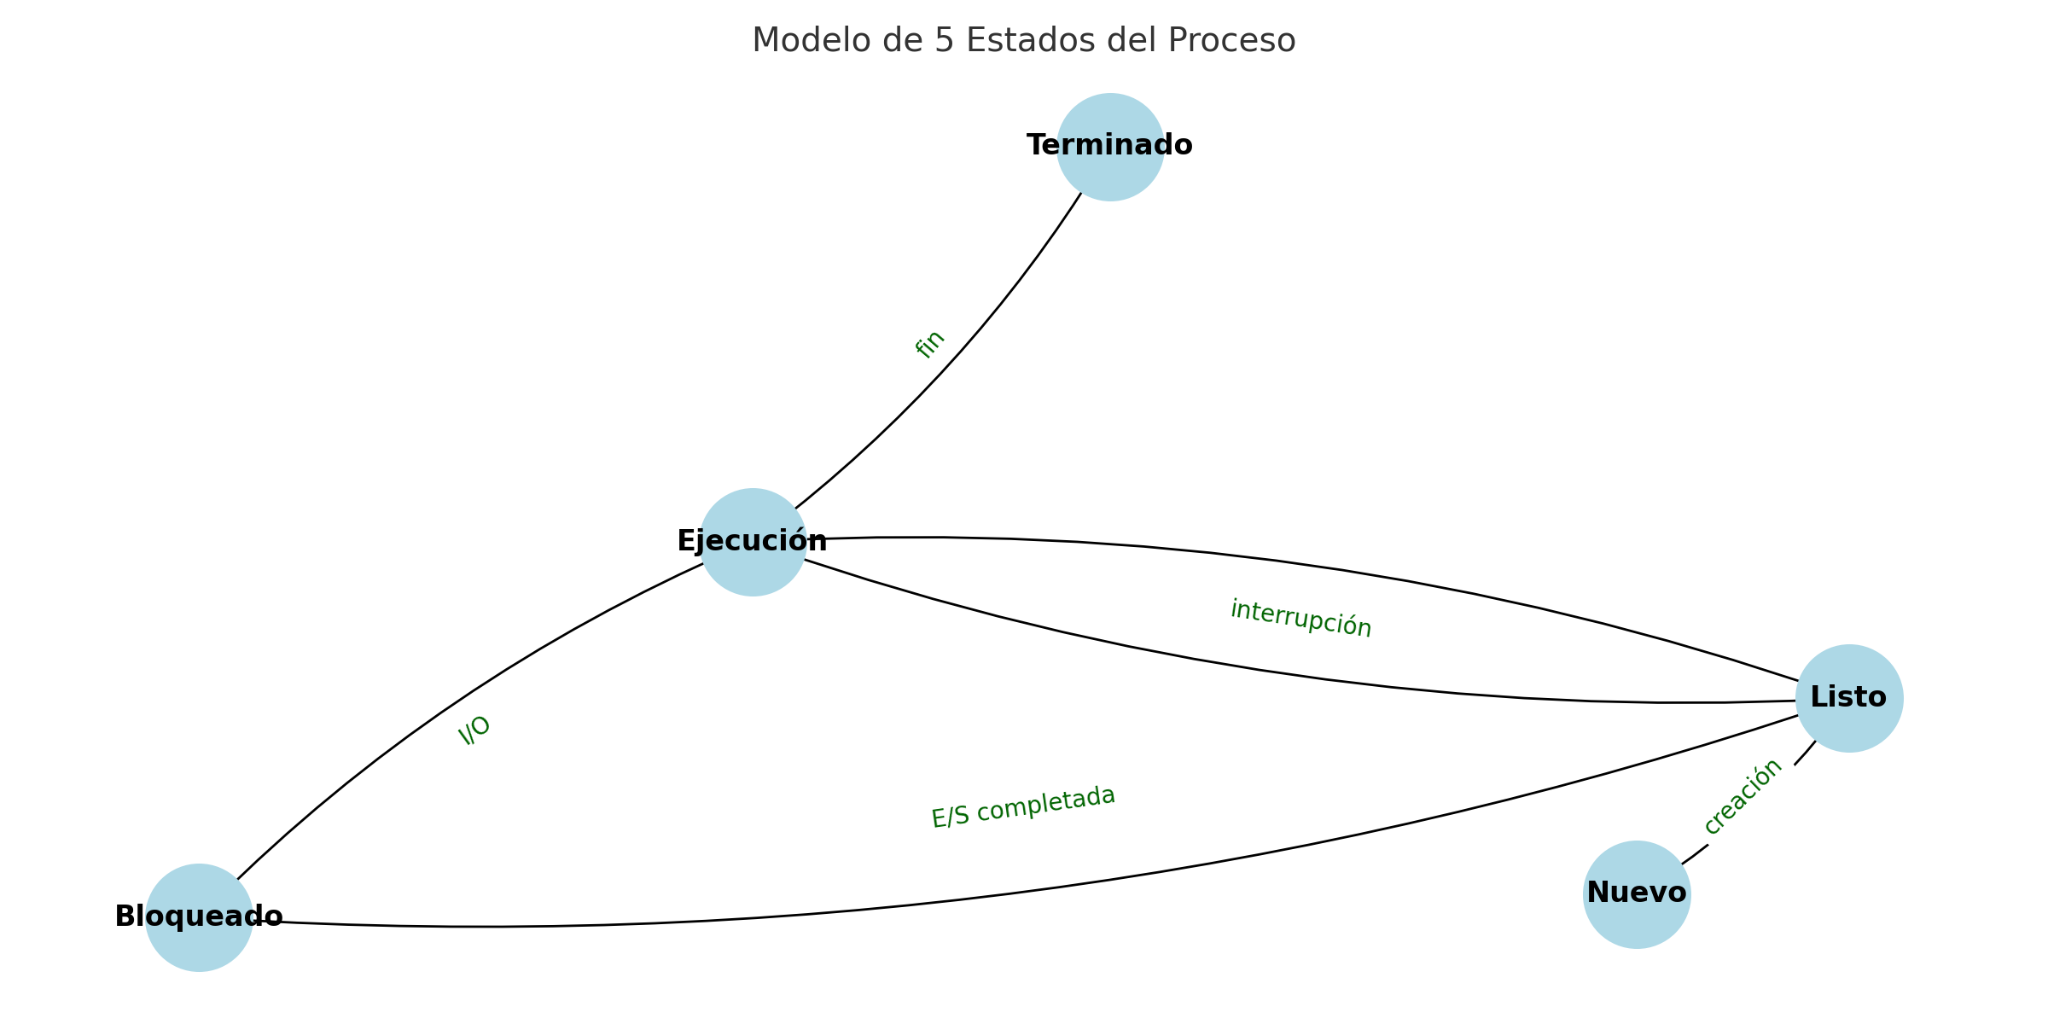 Modelo de 5 Estados del Proceso
Terminado
fin
Ejecución
interrupción
Listo
I/O
E/S completada
creación
Nuevo
Bloqueado